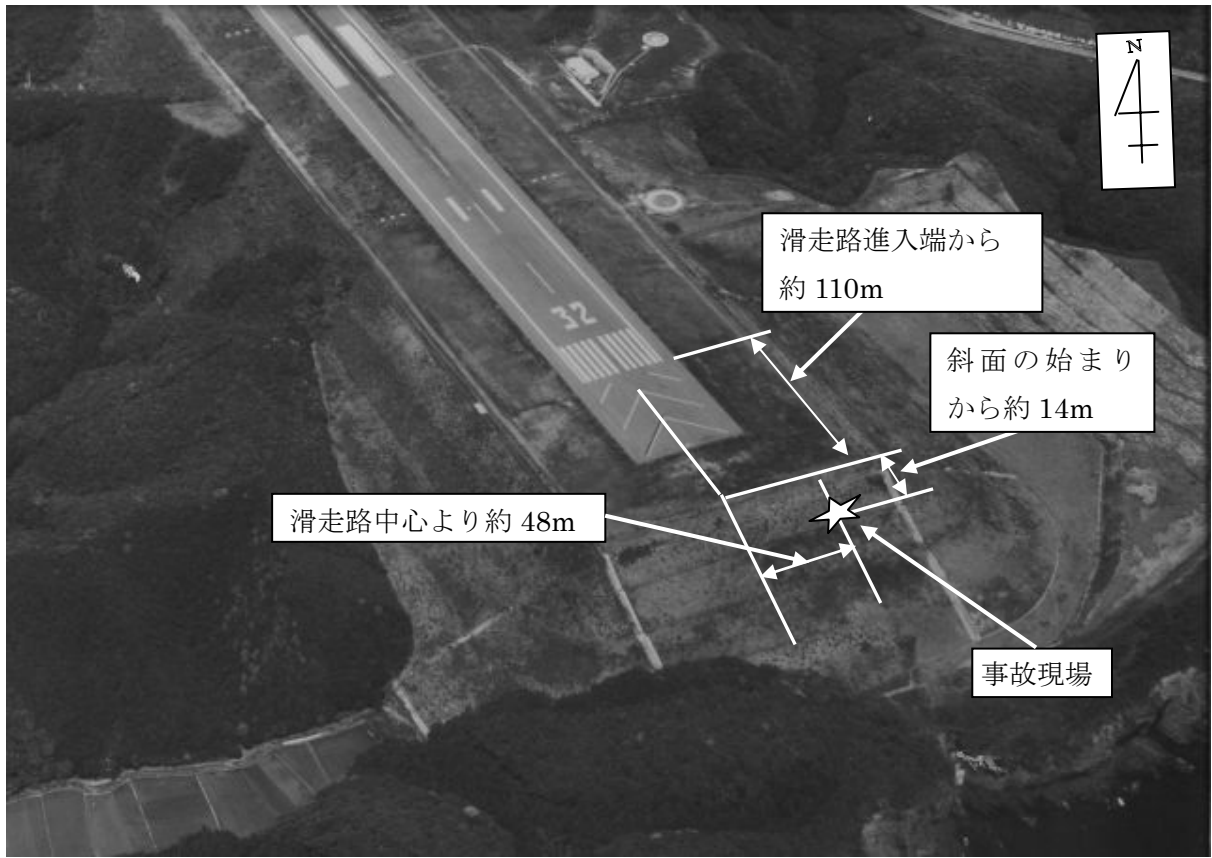 N
滑走路進入端から
約 110m
斜面の始まり
から約 14m
32
滑走路中心より約 48m
事故現場